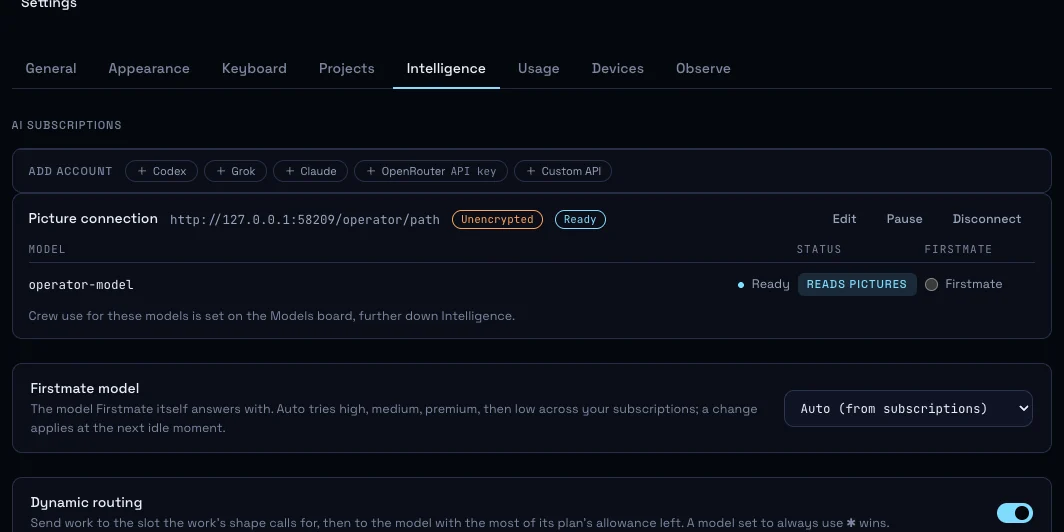 Settings
General Appearance Keyboard Projects Intelligence Usage Devices Observe
AI SUBSCRIPTIONS
ADD ACCOUNT + Codex + Grok + Claude + OpenRouter API key + Custom API
Picture connection http://127.0.0.1:58209/operator/path Unencrypted Ready Edit Pause Disconnect
MODEL STATUS FIRSTMATE
operator-model Ready READS PICTURES Firstmate
Crew use for these models is set on the Models board, further down Intelligence.
Firstmate model
The model Firstmate itself answers with. Auto tries high, medium, premium, then low across your subscriptions; a change
applies at the next idle moment.
Auto (from subscriptions)
Dynamic routing
Send work to the slot the work's shape calls for, then to the model with the most of its plan's allowance left. A model set to always use ✱ wins.